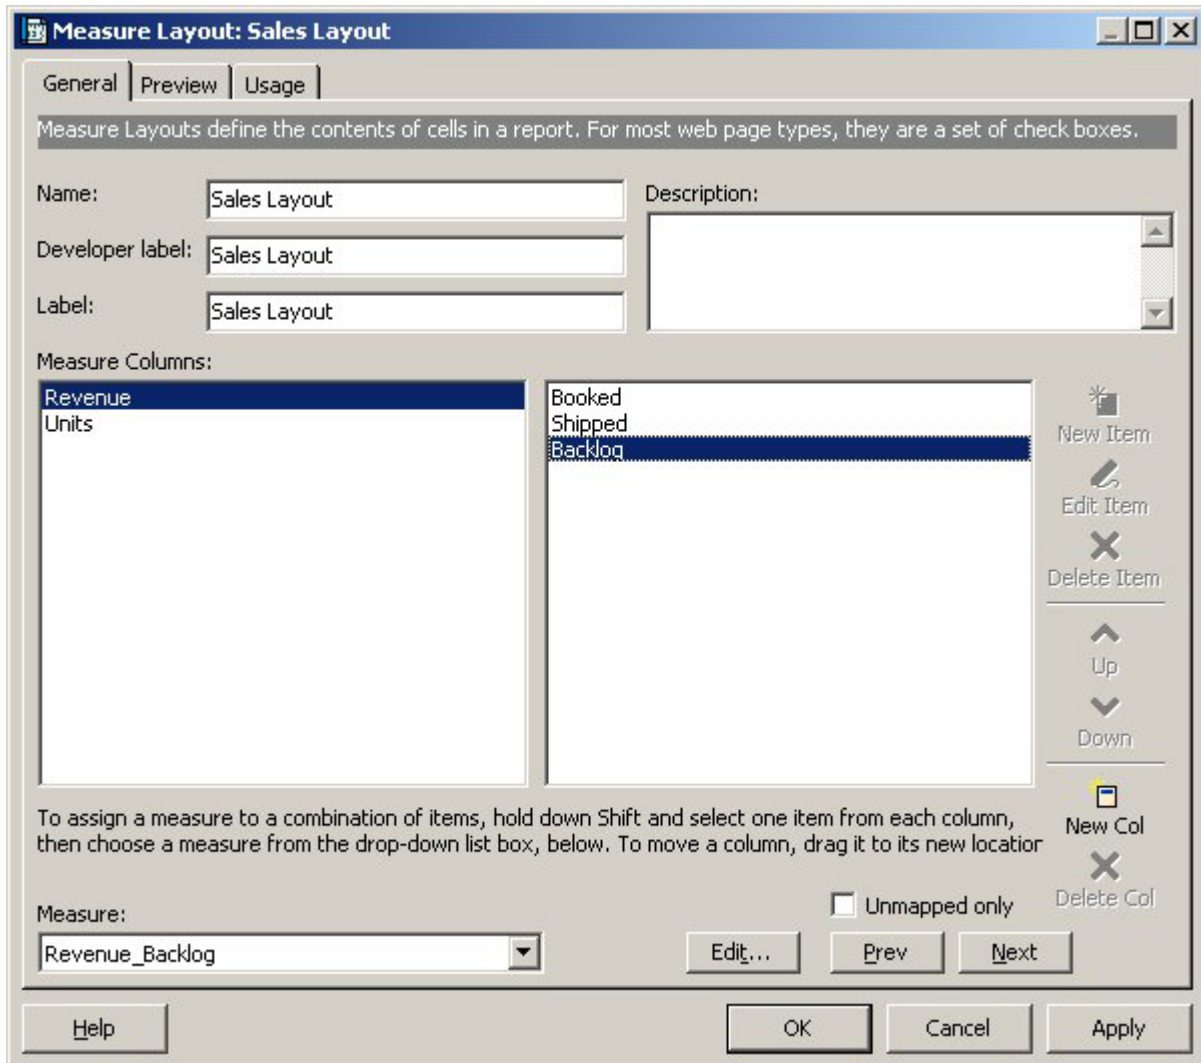 Measure Layout: Sales Layout
General Preview Usage
Measure Layouts define the contents of cells in a report. For most web page types, they are a set of check boxes.
Name: Sales Layout
Description:
Developer label: Sales Layout
Label: Sales Layout
Measure Columns:
Revenue
Units
Booked
Shipped
Backlog
New Item
Edit Item
Delete Item
Up
Down
New Col
Delete Col
To assign a measure to a combination of items, hold down Shift and select one item from each column,
then choose a measure from the drop-down list box, below. To move a column, drag it to its new location
Unmapped only
Measure:
Revenue_Backlog
Edit... Prev Next
Help OK Cancel Apply